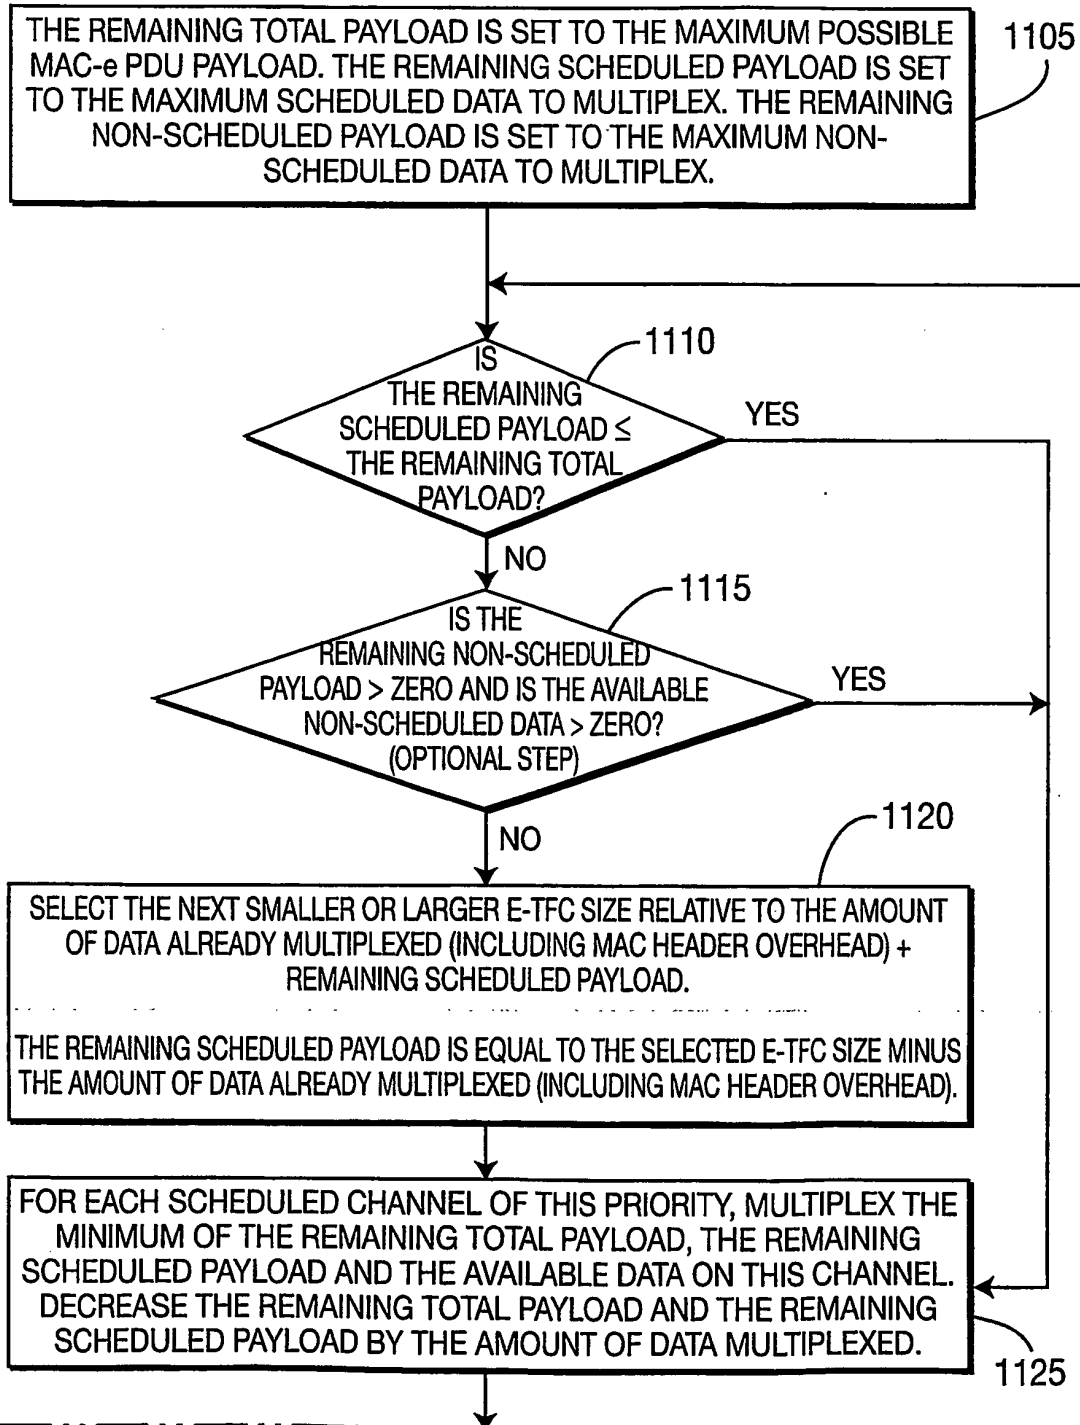 THE REMAINING TOTAL PAYLOAD IS SET TO THE MAXIMUM POSSIBLE
MAC-e PDU PAYLOAD. THE REMAINING SCHEDULED PAYLOAD IS SET
TO THE MAXIMUM SCHEDULED DATA TO MULTIPLEX. THE REMAINING
NON-SCHEDULED PAYLOAD IS SET TO THE MAXIMUM NON-
SCHEDULED DATA TO MULTIPLEX.
1105
1110
IS
THE REMAINING
SCHEDULED PAYLOAD ≤
THE REMAINING TOTAL
PAYLOAD?
YES
NO
1115
IS THE
REMAINING NON-SCHEDULED
PAYLOAD > ZERO AND IS THE AVAILABLE
NON-SCHEDULED DATA > ZERO?
(OPTIONAL STEP)
YES
NO
1120
SELECT THE NEXT SMALLER OR LARGER E-TFC SIZE RELATIVE TO THE AMOUNT
OF DATA ALREADY MULTIPLEXED (INCLUDING MAC HEADER OVERHEAD) +
REMAINING SCHEDULED PAYLOAD.
THE REMAINING SCHEDULED PAYLOAD IS EQUAL TO THE SELECTED E-TFC SIZE MINUS
THE AMOUNT OF DATA ALREADY MULTIPLEXED (INCLUDING MAC HEADER OVERHEAD).
FOR EACH SCHEDULED CHANNEL OF THIS PRIORITY, MULTIPLEX THE
MINIMUM OF THE REMAINING TOTAL PAYLOAD, THE REMAINING
SCHEDULED PAYLOAD AND THE AVAILABLE DATA ON THIS CHANNEL.
DECREASE THE REMAINING TOTAL PAYLOAD AND THE REMAINING
SCHEDULED PAYLOAD BY THE AMOUNT OF DATA MULTIPLEXED.
1125